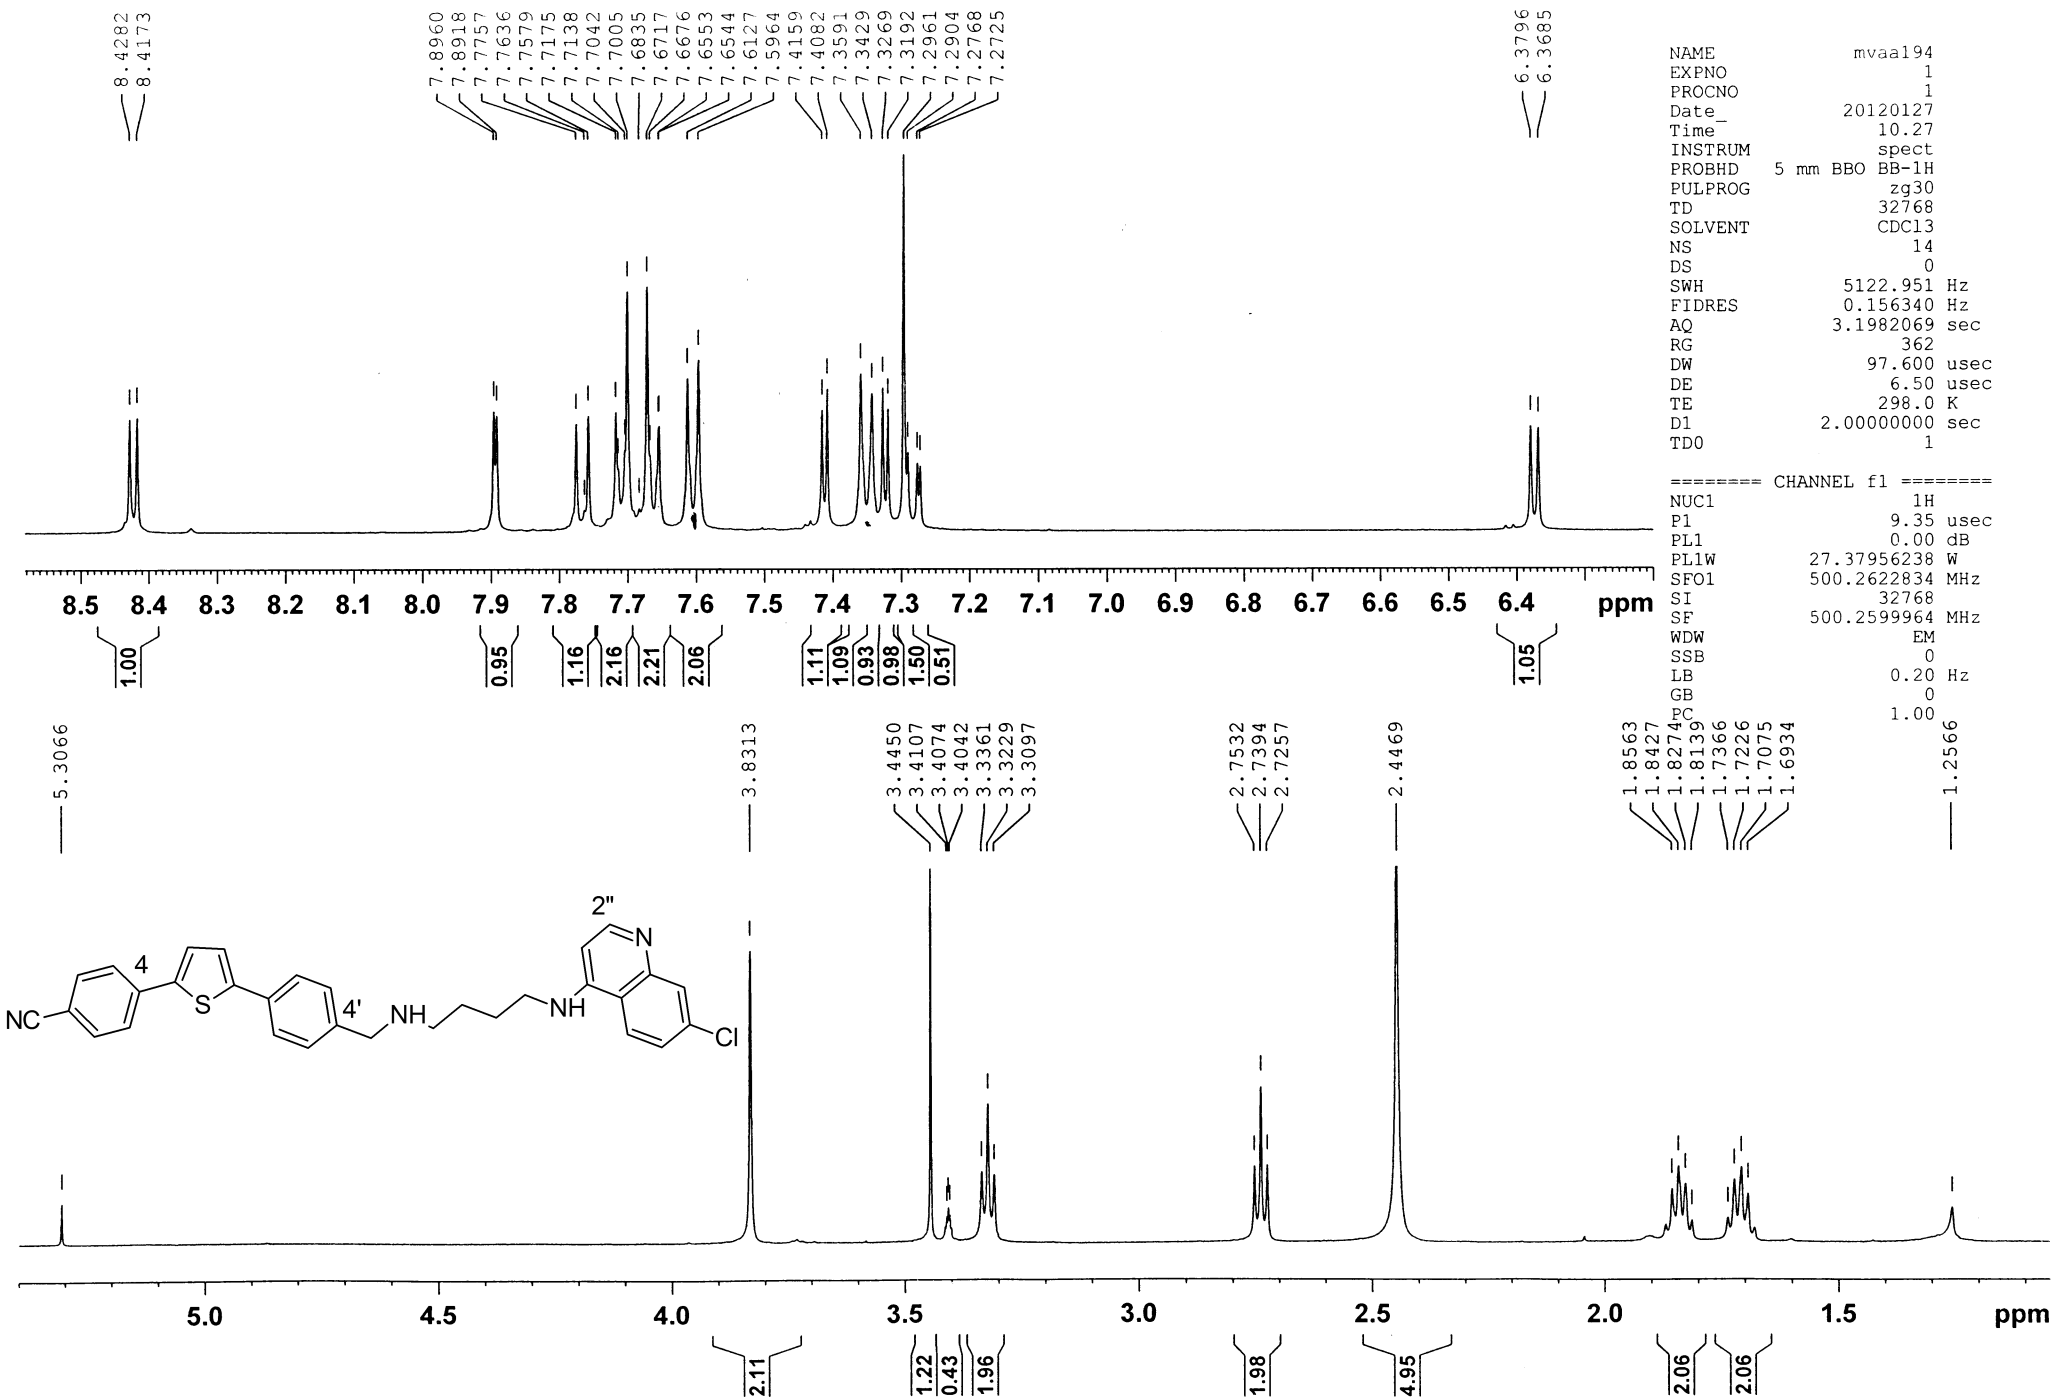 8.4282
8.4173
7.8960
7.8918
7.7757
7.7636
7.7579
7.7175
7.7138
7.7042
7.7005
7.6835
7.6717
7.6676
7.6553
7.6544
7.6127
7.5964
7.4159
7.4082
7.3591
7.3429
7.3269
7.3192
7.2961
7.2904
7.2768
7.2725
6.3796
6.3685
NAME mvaa194
EXPNO 1
PROCNO 1
Date_ 20120127
Time 10.27
INSTRUM spect
PROBHD 5 mm BBO BB-1H
PULPROG zg30
TD 32768
SOLVENT CDCl3
NS 14
DS 0
SWH 5122.951 Hz
FIDRES 0.156340 Hz
AQ 3.1982069 sec
RG 362
DW 97.600 usec
DE 6.50 usec
TE 298.0 K
D1 2.00000000 sec
TD0 1
======== CHANNEL f1 ========
NUC1 1H
P1 9.35 usec
PL1 0.00 dB
PL1W 27.37956238 W
SFO1 500.2622834 MHz
SI 32768
SF 500.2599964 MHz
WDW EM
SSB 0
LB 0.20 Hz
GB 0
PC 1.00
8.5 8.4 8.3 8.2 8.1 8.0 7.9 7.8 7.7 7.6 7.5 7.4 7.3 7.2 7.1 7.0 6.9 6.8 6.7 6.6 6.5 6.4 ppm
1.00
0.95
1.16
2.16
2.21
2.06
1.11
1.09
0.93
0.98
1.50
0.51
1.05
5.3066
3.8313
3.4450
3.4107
3.4074
3.4042
3.3361
3.3229
3.3097
2.7532
2.7394
2.7257
2.4469
1.8563
1.8427
1.8274
1.8139
1.7366
1.7226
1.7075
1.6934
1.2566
2"
N
4
S
4'
NC
NH
NH
Cl
5.0 4.5 4.0 3.5 3.0 2.5 2.0 1.5 ppm
2.11
1.22
0.43
1.96
1.98
4.95
2.06
2.06